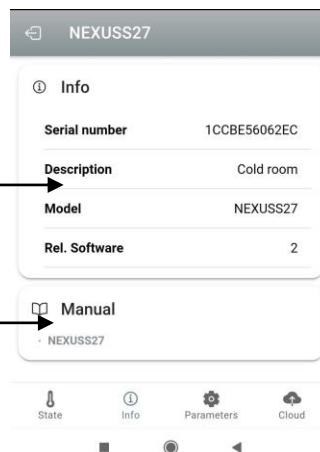 NEXUSS27
Info
Serial number 1CCBE56062EC
Description Cold room
Model NEXUSS27
Rel. Software 2
Manual
· NEXUSS27
State Info Parameters Cloud